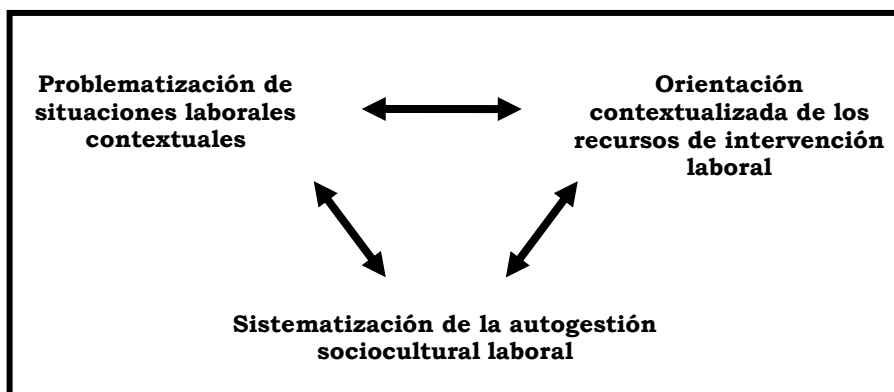 Problematización de
situaciones laborales
contextuales
Orientación
contextualizada de los
recursos de intervención
laboral
Sistematización de la autogestión
sociocultural laboral